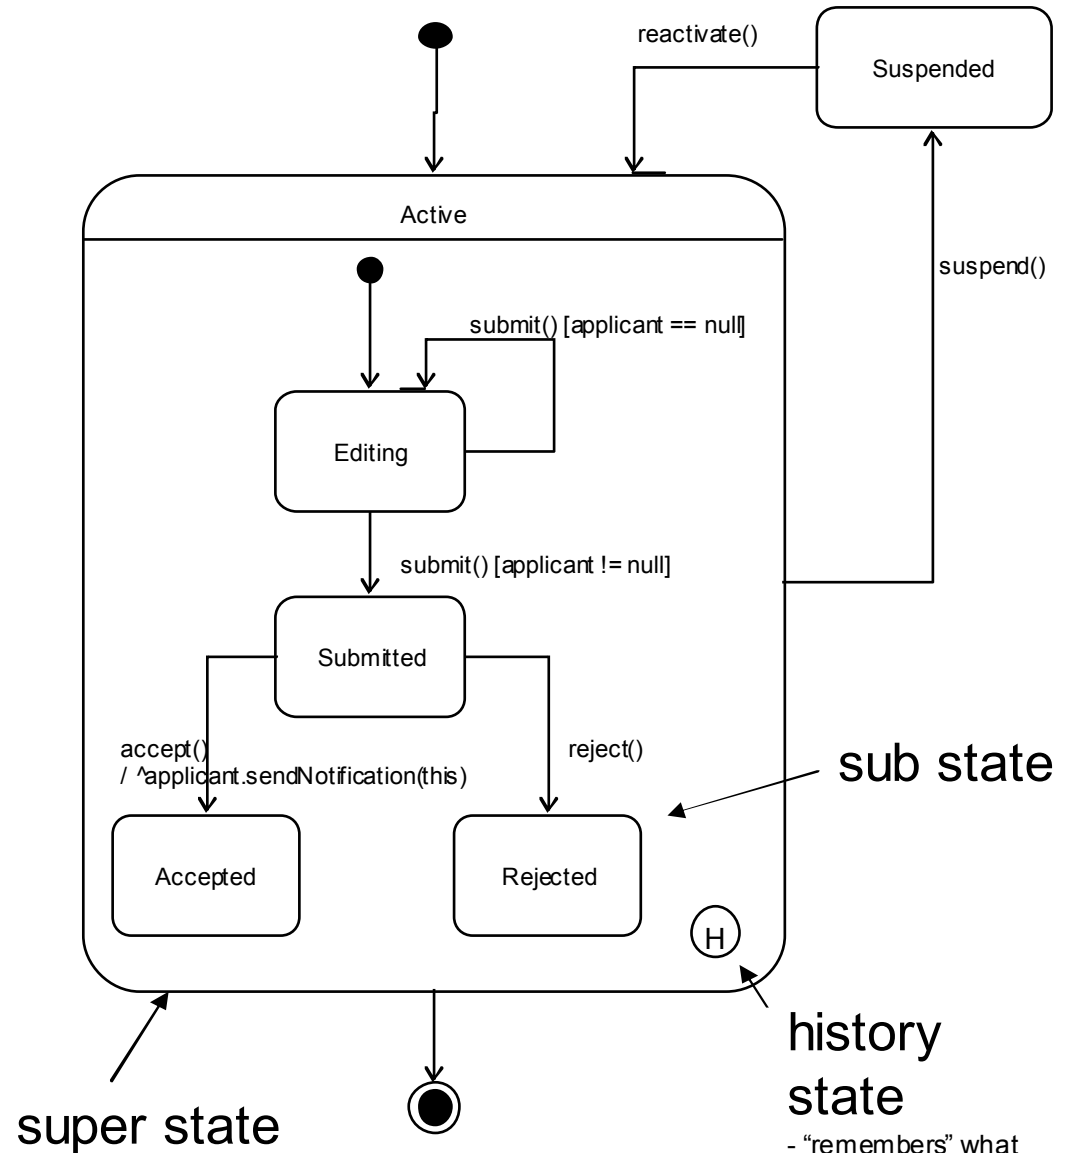 reactivate()
Suspended
Active
suspend()
submit() [applicant == null]
Editing
submit() [applicant != null]
Submitted
accept()
/ ^applicant.sendNotification(this)
reject()
sub state
Accepted
Rejected
H
history
state
- “remembers” what
super state